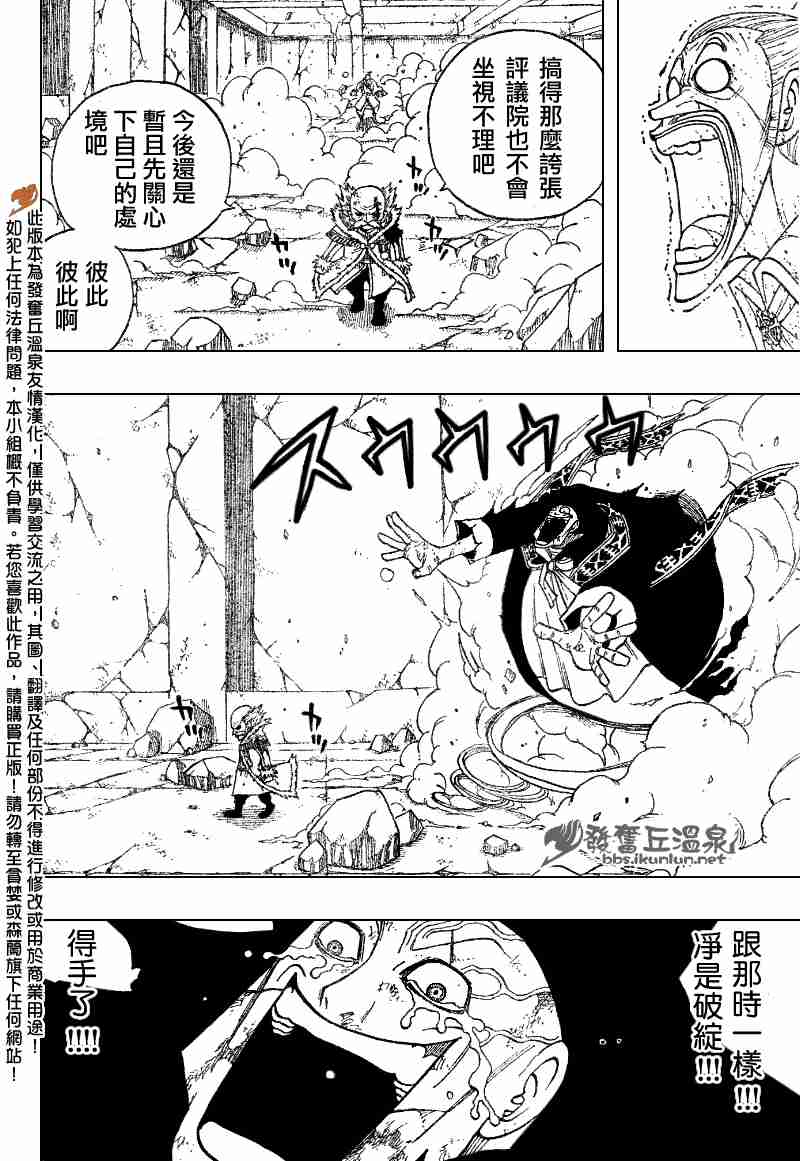 搞得那麼誇張
評議院也不會
坐視不理吧
今後還是
暫且先關心
下自己的處
境吧
彼此
彼此啊
スウウウウ
跟那時一樣!!!
凈是破綻!!!
得手了!!!!
發奮丘溫泉
bbs.ikunlun.net
此版本為發奮丘溫泉友情漢化，僅供學習交流之用，其圖、翻譯及任何部份不得進行修改或用於商業用途！
如犯上任何法律問題，本小組概不負責。若您喜歡此作品，請購買正版！請勿轉至貪婪或森蘭旗下任何網站！